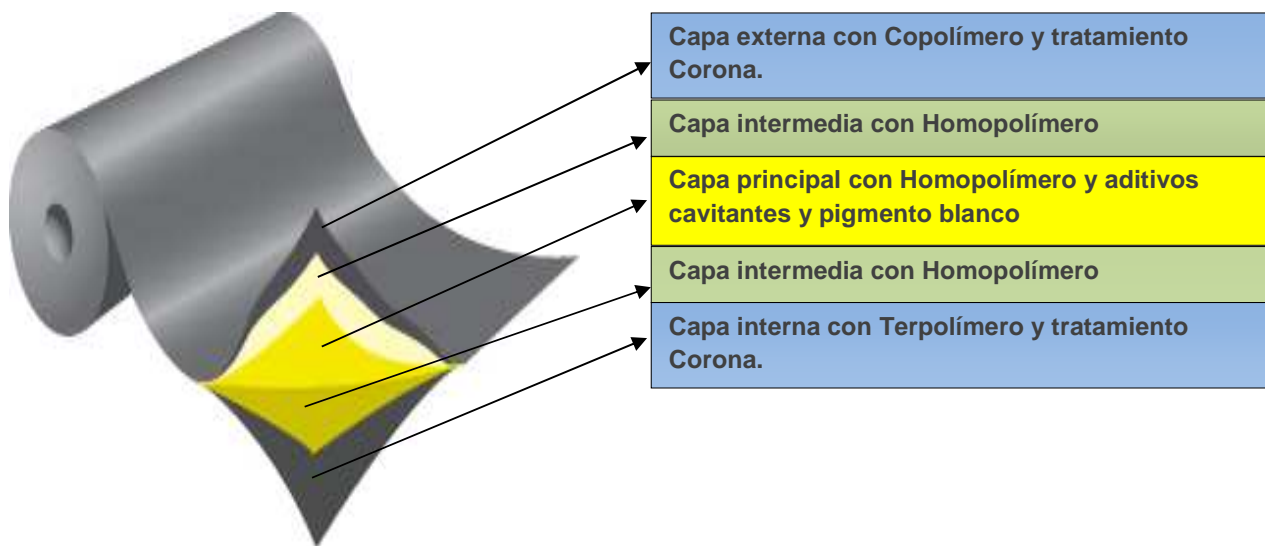 Capa externa con Copolímero y tratamiento
Corona.
Capa intermedia con Homopolímero
Capa principal con Homopolímero y aditivos
cavitantes y pigmento blanco
Capa intermedia con Homopolímero
Capa interna con Terpolímero y tratamiento
Corona.